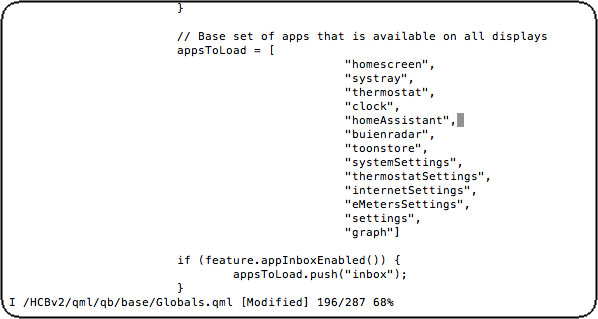 }
// Base set of apps that is available on all displays
appsToLoad = [
"homescreen",
"systray",
"thermostat",
"clock",
"homeAssistant",
"buienradar",
"toonstore",
"systemSettings",
"thermostatSettings",
"internetSettings",
"eMetersSettings",
"settings",
"graph"]
if (feature.appInboxEnabled()) {
appsToLoad.push("inbox");
}
I /HCBv2/qml/qb/base/Globals.qml [Modified] 196/287 68%